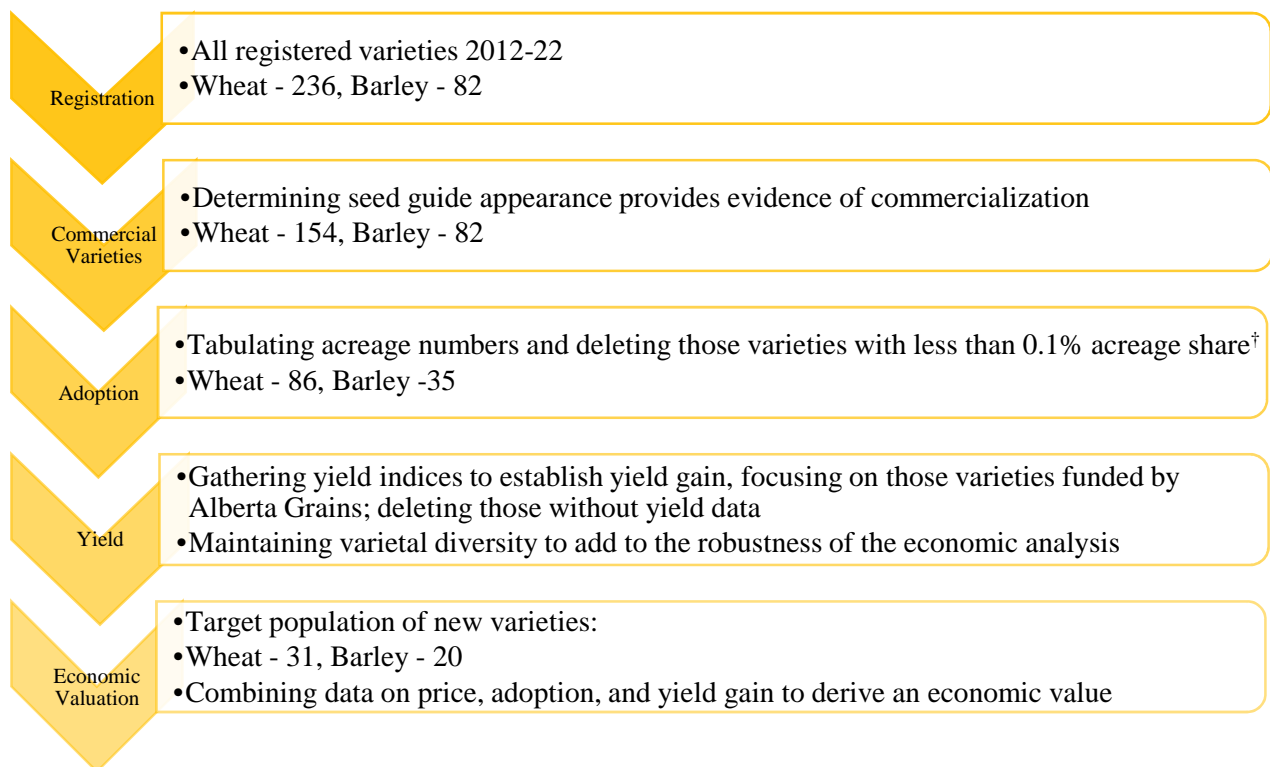 Registration
•All registered varieties 2012-22
•Wheat - 236, Barley - 82
Commercial
Varieties
•Determining seed guide appearance provides evidence of commercialization
•Wheat - 154, Barley - 82
Adoption
•Tabulating acreage numbers and deleting those varieties with less than 0.1% acreage share†
•Wheat - 86, Barley -35
Yield
•Gathering yield indices to establish yield gain, focusing on those varieties funded by
Alberta Grains; deleting those without yield data
•Maintaining varietal diversity to add to the robustness of the economic analysis
Economic
Valuation
•Target population of new varieties:
•Wheat - 31, Barley - 20
•Combining data on price, adoption, and yield gain to derive an economic value